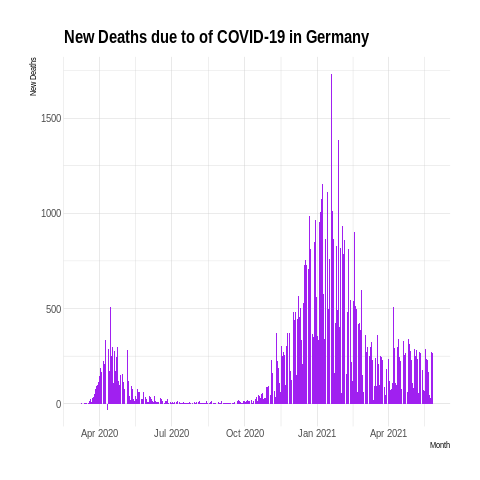 New Deaths due to of COVID-19 in Germany
New Deaths
1500
1000
500
0
Apr 2020 Jul 2020 Oct 2020 Jan 2021 Apr 2021
Month